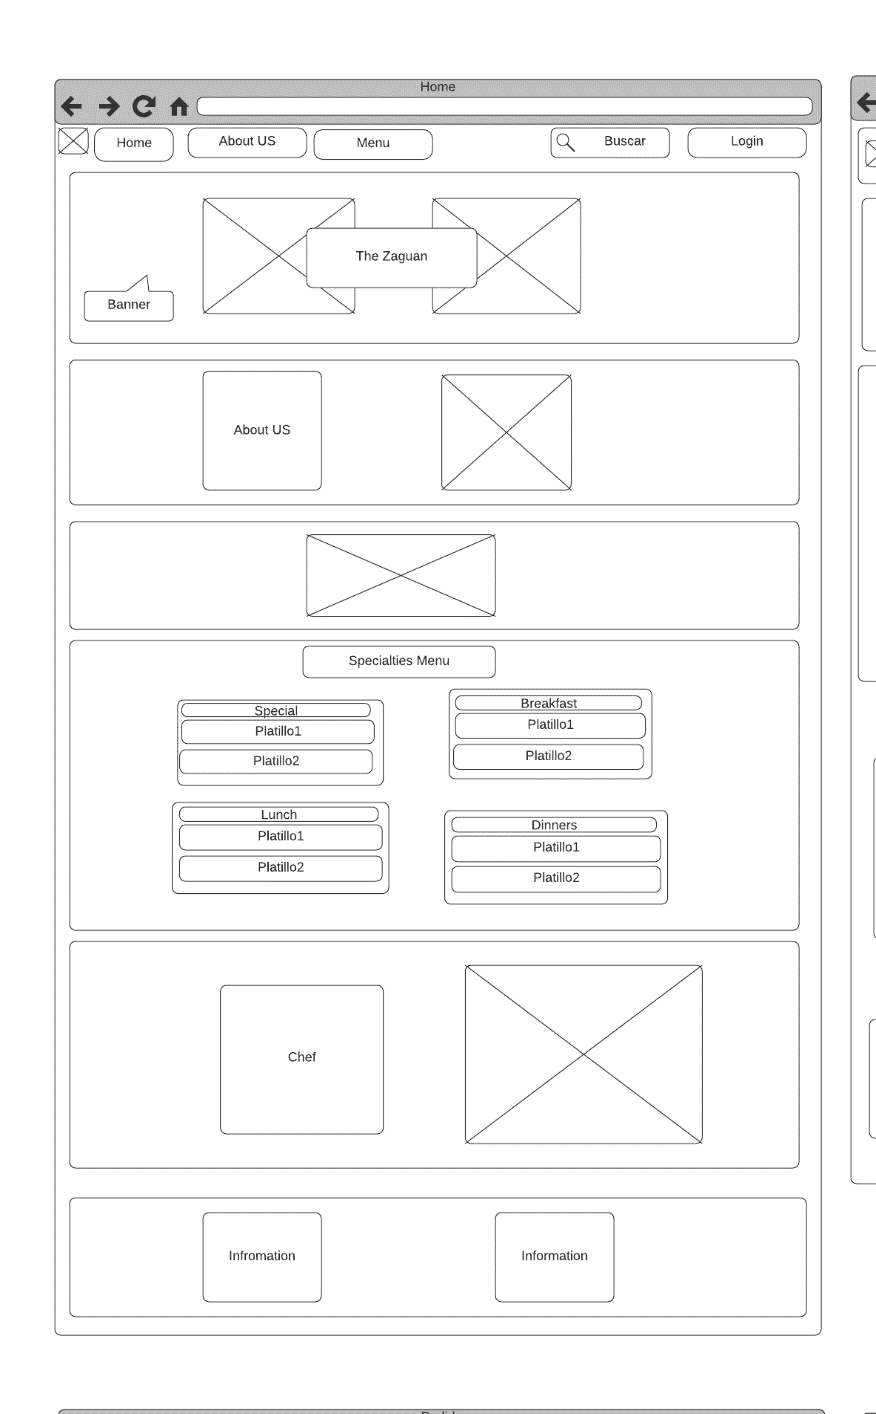 Home
Home
About US
Menu
Buscar
Login
The Zaguan
Banner
About US
Specialties Menu
Special
Platillo1
Platillo2
Breakfast
Platillo1
Platillo2
Lunch
Platillo1
Platillo2
Dinners
Platillo1
Platillo2
Chef
Infromation
Information